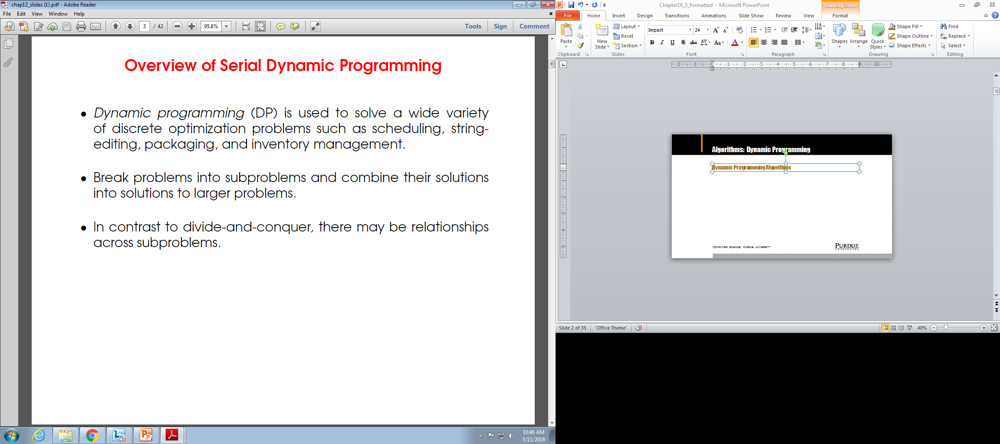 chap12_slides (1).pdf - Adobe Reader
File Edit View Window Help
3 / 42 95.8% Tools Sign Comment
Overview of Serial Dynamic Programming
• Dynamic programming (DP) is used to solve a wide variety
of discrete optimization problems such as scheduling, string-
editing, packaging, and inventory management.
• Break problems into subproblems and combine their solutions
into solutions to larger problems.
• In contrast to divide-and-conquer, there may be relationships
across subproblems.
10:46 AM
5/11/2018
Chapter10_3_formatted - Microsoft PowerPoint
Drawing Tools
File Home Insert Design Transitions Animations Slide Show Review View Format
Paste
Clipboard
New
Slide
Layout
Reset
Section
Slides
Impact 24
B I U S abc AV Aa A
Font
Paragraph
Shapes Arrange Quick
Styles
Shape Fill
Shape Outline
Shape Effects
Drawing
Find
Replace
Select
Editing
Algorithms: Dynamic Programming
Dynamic Programming Algorithms
COMPUTER SCIENCE, PURDUE UNIVERSITY
PURDUE
UNIVERSITY
Slide 2 of 35 "Office Theme" 40%